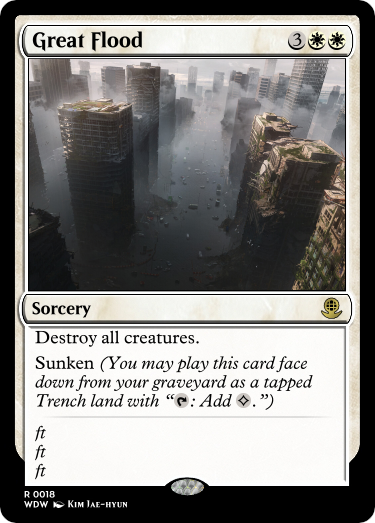 Great Flood 3
Sorcery
Destroy all creatures.
Sunken (You may play this card face
down from your graveyard as a tapped
Trench land with “: Add .”)
ft
ft
ft
R 0018
WDW Kim Jae-hyun